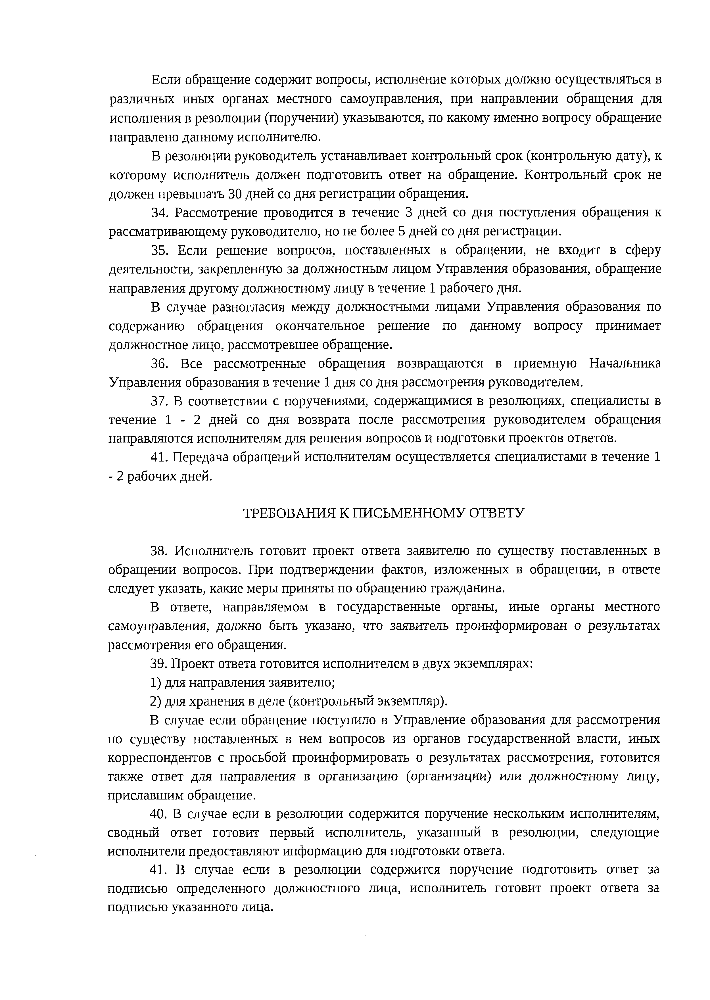 Если обращение содержит вопросы, исполнение которых должно осуществляться в
различных иных органах местного самоуправления, при направлении обращения для
исполнения в резолюции (поручении) указываются, по какому именно вопросу обращение
направлено данному исполнителю.
В резолюции руководитель устанавливает контрольный срок (контрольную дату), к
которому исполнитель должен подготовить ответ на обращение. Контрольный срок не
должен превышать 30 дней со дня регистрации обращения.
34. Рассмотрение проводится в течение 3 дней со дня поступления обращения к
рассматривающему руководителю, но не более 5 дней со дня регистрации.
35. Если решение вопросов, поставленных в обращении, не входит в сферу
деятельности, закрепленную за должностным лицом Управления образования, обращение
направления другому должностному лицу в течение 1 рабочего дня.
В случае разногласия между должностными лицами Управления образования по
содержанию обращения окончательное решение по данному вопросу принимает
должностное лицо, рассмотревшее обращение.
36. Все рассмотренные обращения возвращаются в приемную Начальника
Управления образования в течение 1 дня со дня рассмотрения руководителем.
37. В соответствии с поручениями, содержащимися в резолюциях, специалисты в
течение 1 - 2 дней со дня возврата после рассмотрения руководителем обращения
направляются исполнителям для решения вопросов и подготовки проектов ответов.
41. Передача обращений исполнителям осуществляется специалистами в течение 1
- 2 рабочих дней.
ТРЕБОВАНИЯ К ПИСЬМЕННОМУ ОТВЕТУ
38. Исполнитель готовит проект ответа заявителю по существу поставленных в
обращении вопросов. При подтверждении фактов, изложенных в обращении, в ответе
следует указать, какие меры приняты по обращению гражданина.
В ответе, направляемом в государственные органы, иные органы местного
самоуправления, должно быть указано, что заявитель проинформирован о результатах
рассмотрения его обращения.
39. Проект ответа готовится исполнителем в двух экземплярах:
1) для направления заявителю;
2) для хранения в деле (контрольный экземпляр).
В случае если обращение поступило в Управление образования для рассмотрения
по существу поставленных в нем вопросов из органов государственной власти, иных
корреспондентов с просьбой проинформировать о результатах рассмотрения, готовится
также ответ для направления в организацию (организации) или должностному лицу,
приславшим обращение.
40. В случае если в резолюции содержится поручение нескольким исполнителям,
сводный ответ готовит первый исполнитель, указанный в резолюции, следующие
исполнители предоставляют информацию для подготовки ответа.
41. В случае если в резолюции содержится поручение подготовить ответ за
подписью определенного должностного лица, исполнитель готовит проект ответа за
подписью указанного лица.